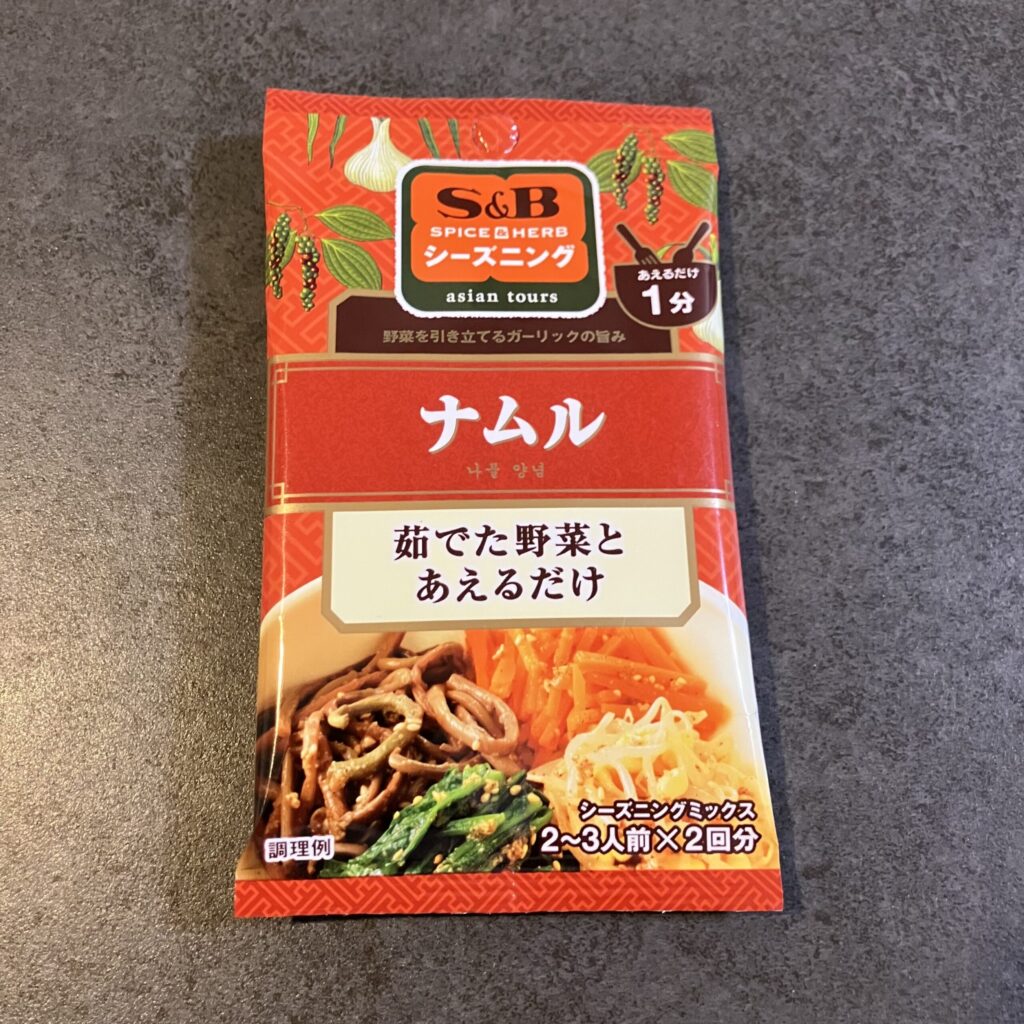 S&B
SPICE&HERB
シーズニング
asian tours
あえるだけ
1分
野菜を引き立てるガーリックの旨み
ナムル
나물 양념
茹でた野菜と
あえるだけ
シーズニングミックス
2~3人前×2回分
調理例